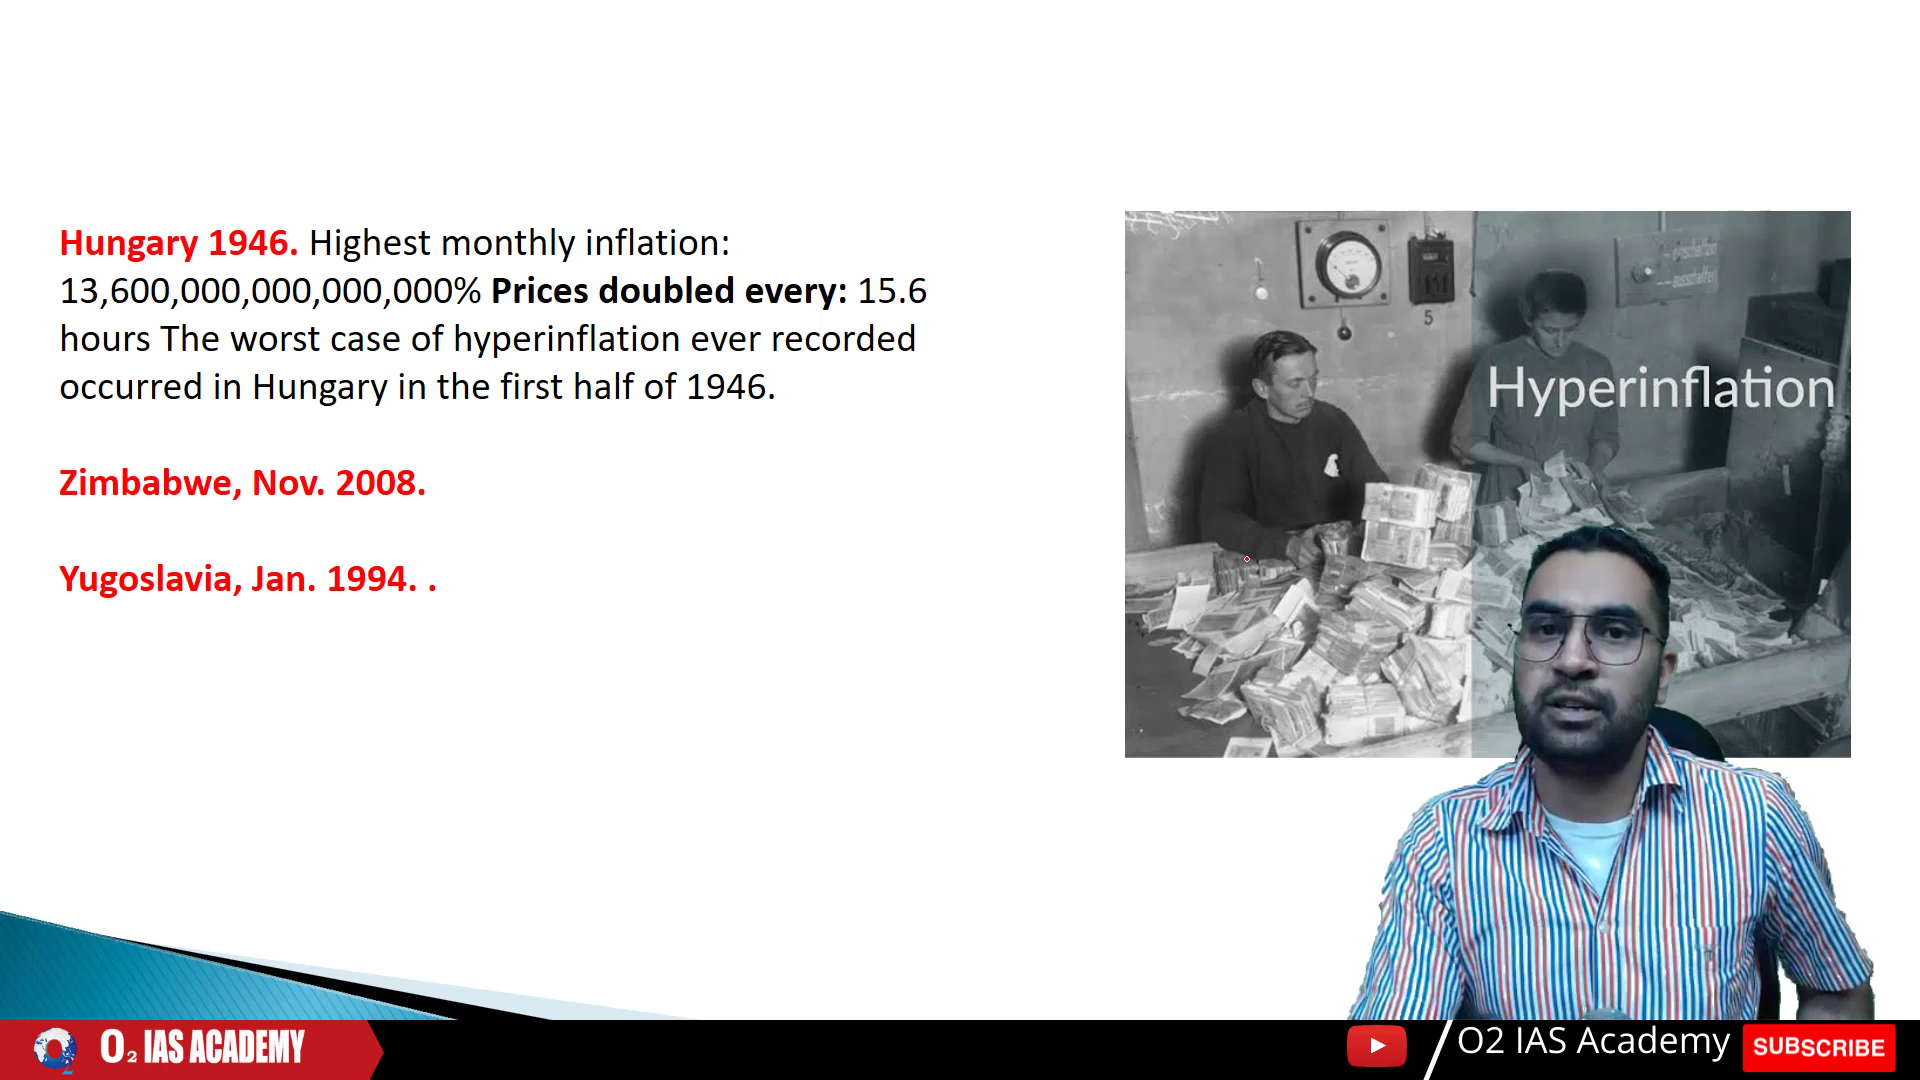 Hungary 1946. Highest monthly inflation:
13,600,000,000,000,000% Prices doubled every: 15.6
hours The worst case of hyperinflation ever recorded
occurred in Hungary in the first half of 1946.
Zimbabwe, Nov. 2008.
Yugoslavia, Jan. 1994. .
5
Hyperinflation
O2 IAS ACADEMY
O2 IAS Academy
SUBSCRIBE